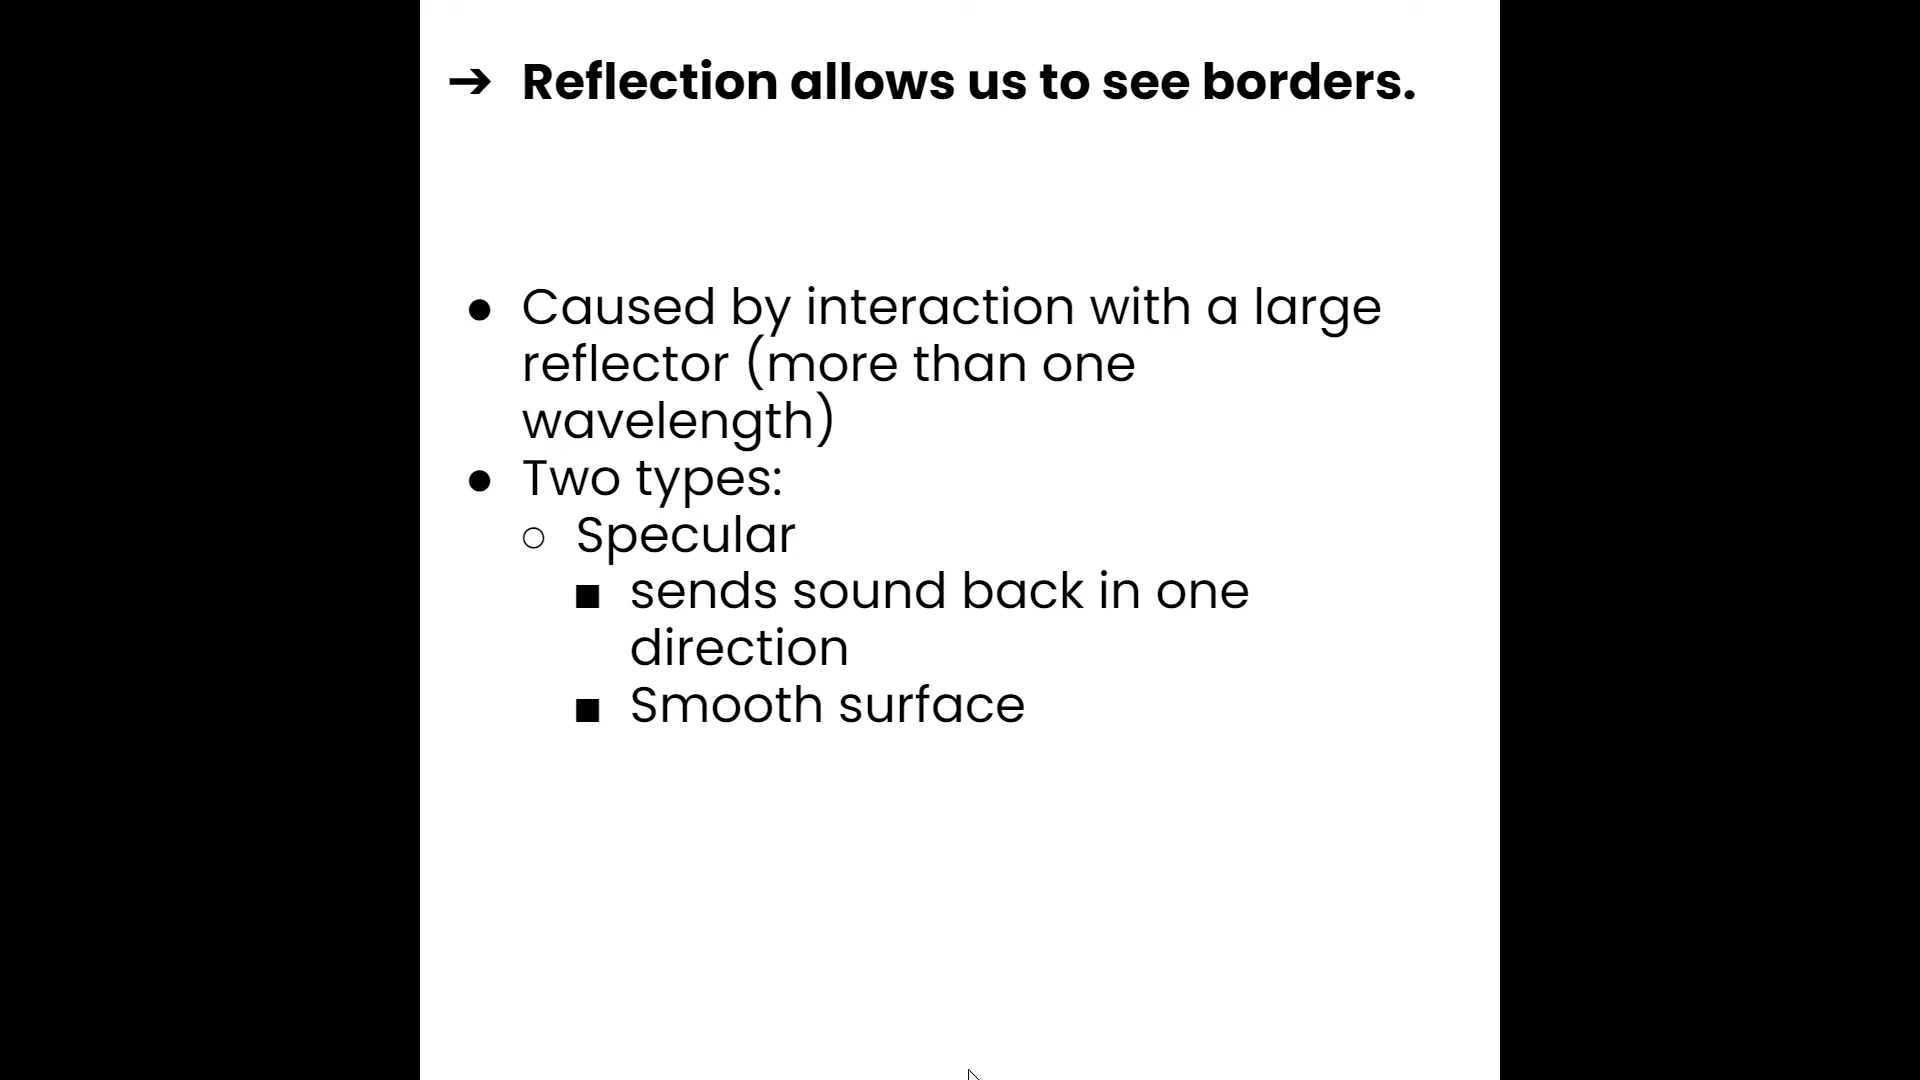 ➔ Reflection allows us to see borders.
● Caused by interaction with a large
reflector (more than one
wavelength)
● Two types:
○ Specular
■ sends sound back in one
direction
■ Smooth surface